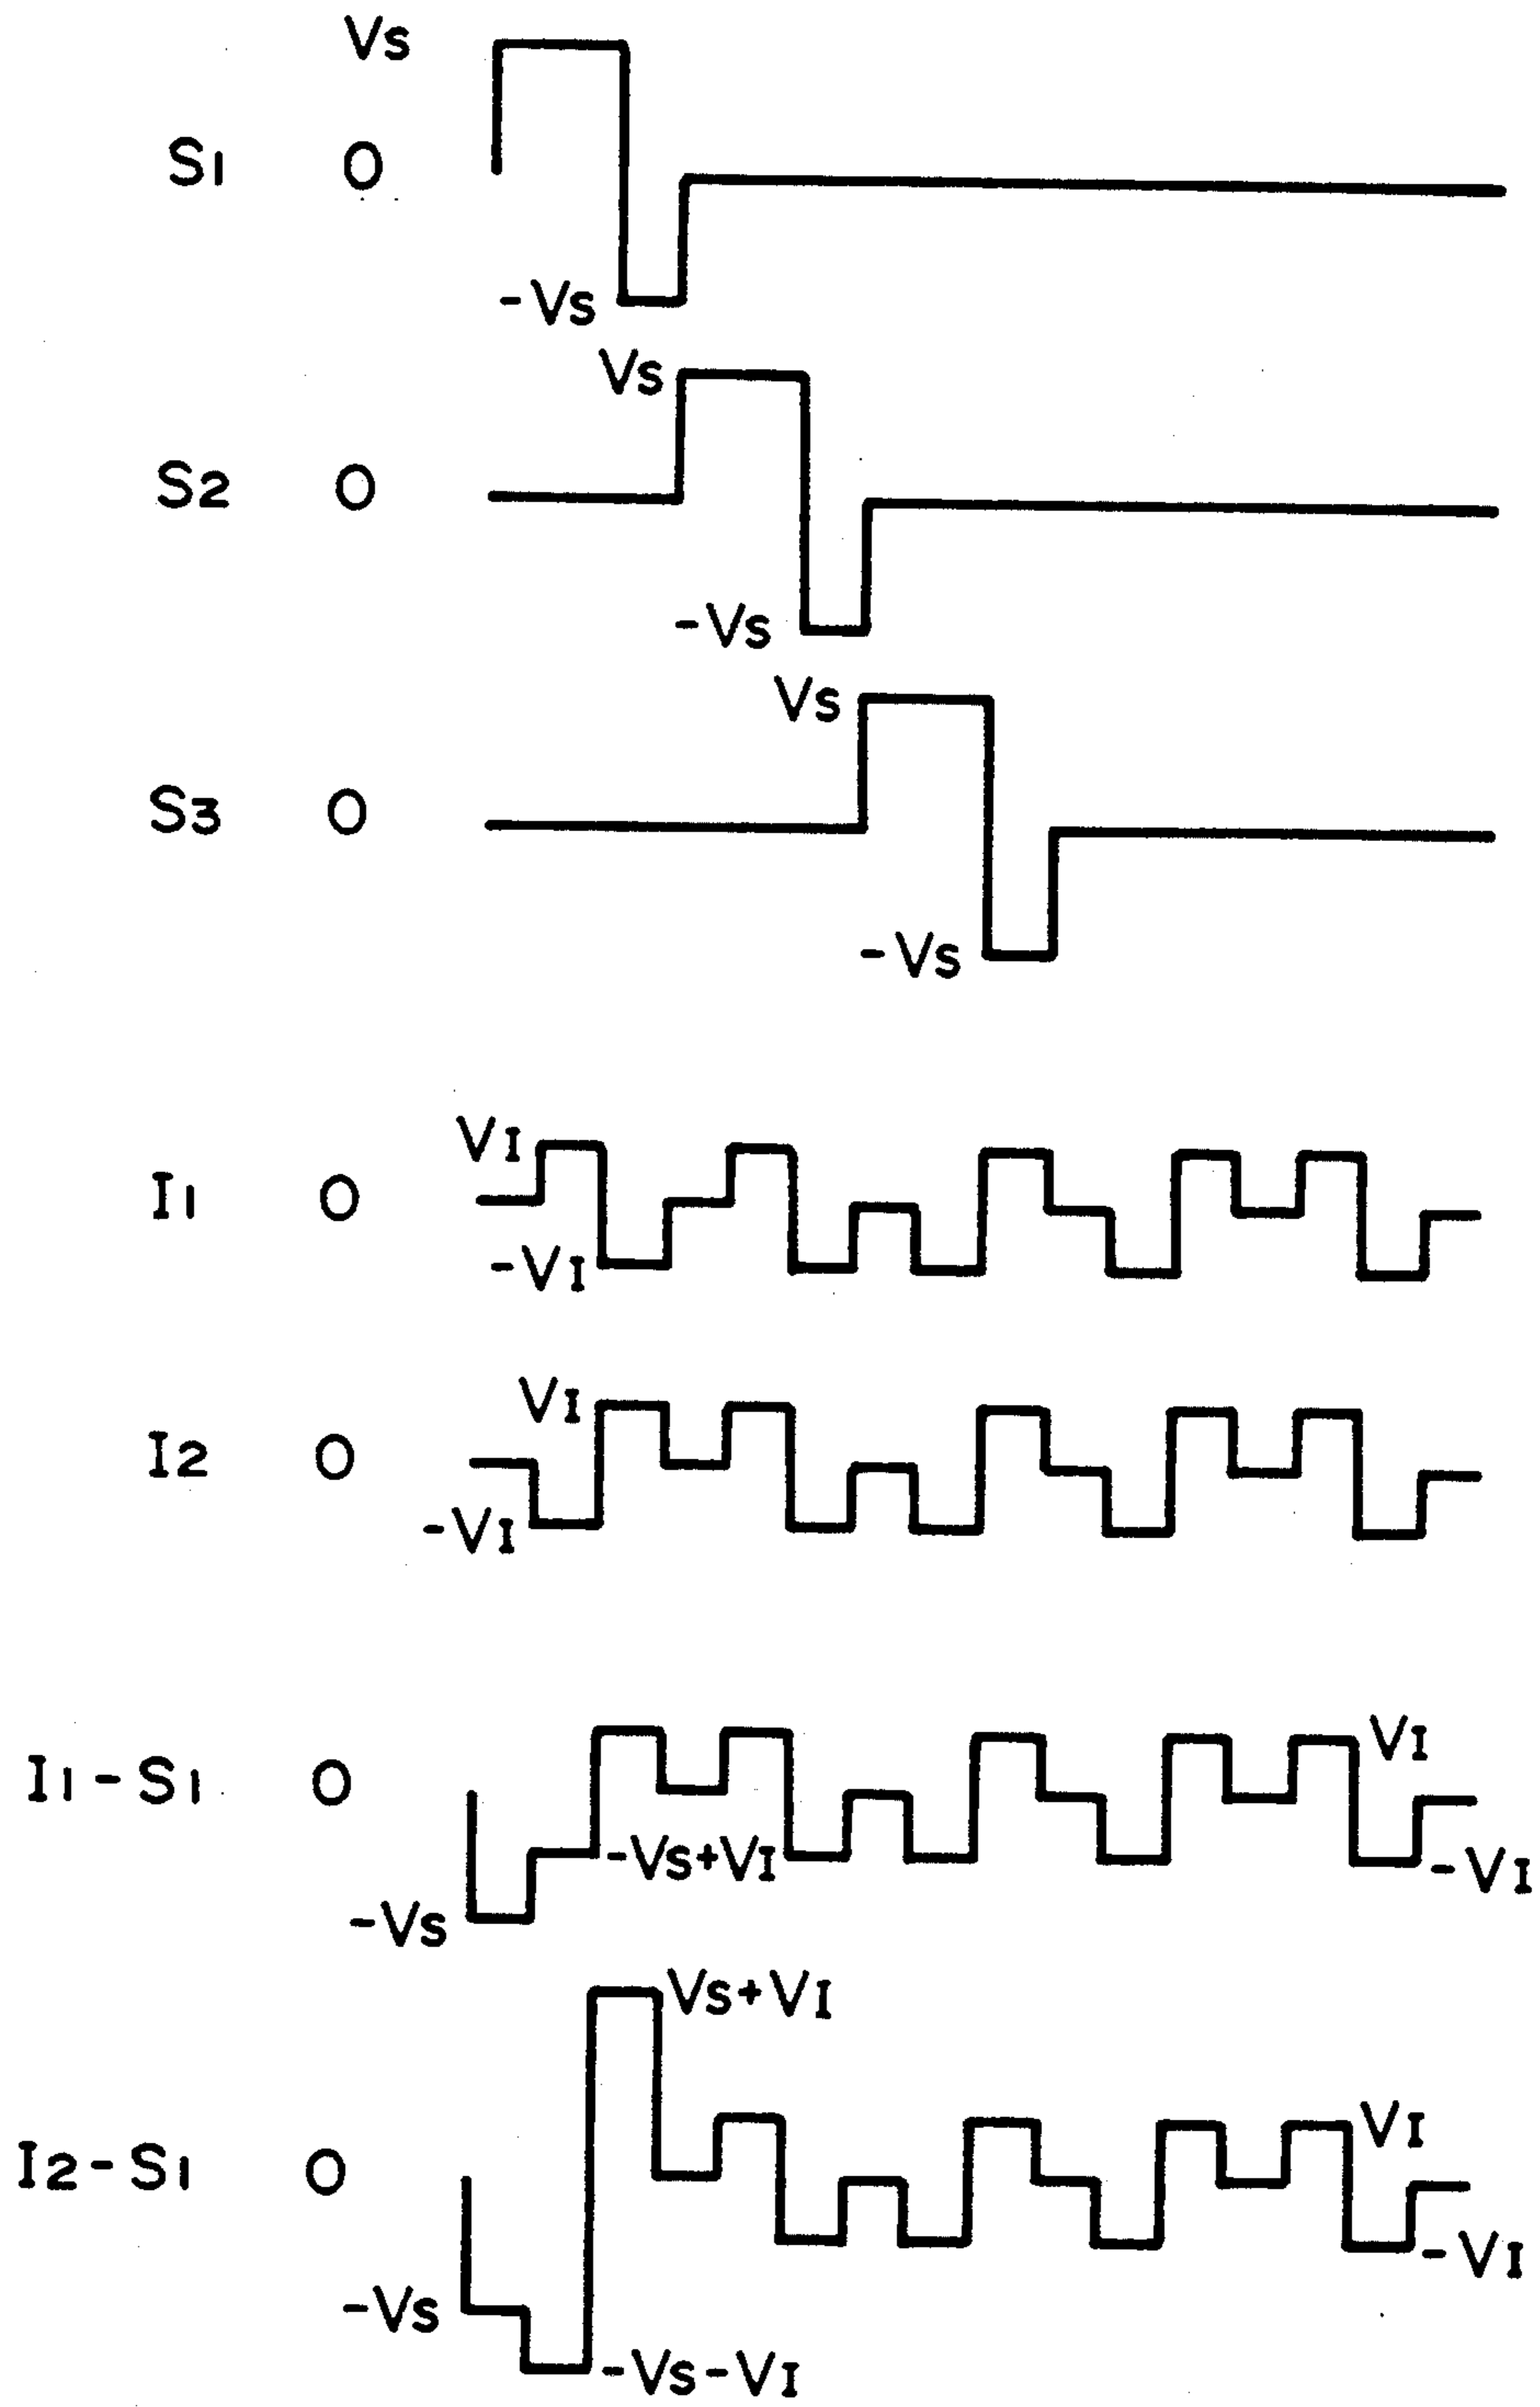 Vs
S1 0
-Vs
Vs
S2 0
-Vs
Vs
S3 0
-Vs
VI
I1 0
-VI
VI
I2 0
-VI
VI
I1-S1 0
-Vs+VI
-VI
-Vs
Vs+VI
VI
I2-S1 0
-VI
-Vs
-Vs-VI